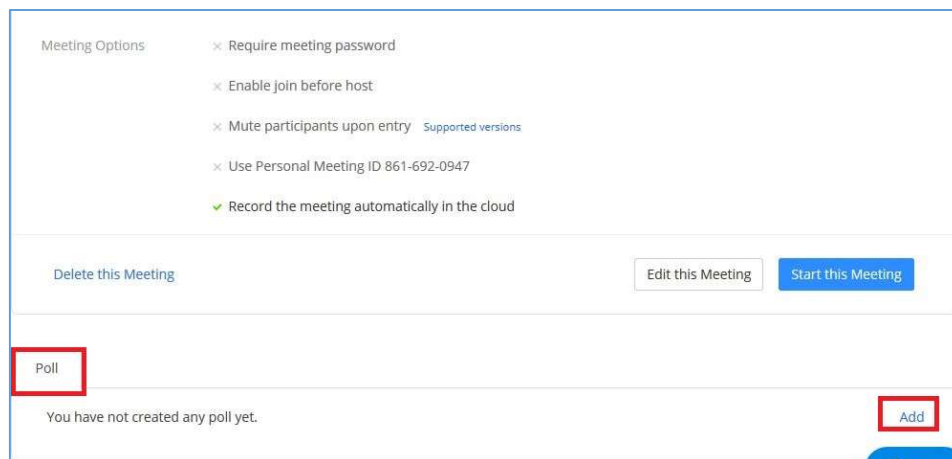 Meeting Options
× Require meeting password
× Enable join before host
× Mute participants upon entry Supported versions
× Use Personal Meeting ID 861-692-0947
✓ Record the meeting automatically in the cloud
Delete this Meeting Edit this Meeting Start this Meeting
Poll
You have not created any poll yet. Add